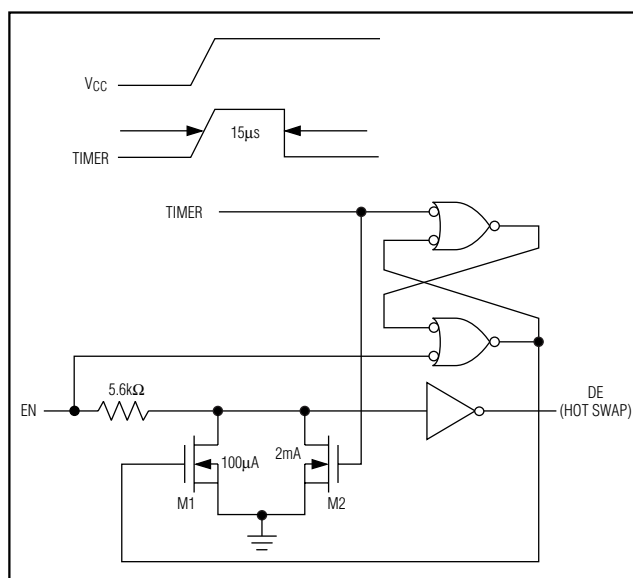 VCC
15μs
TIMER
TIMER
5.6kΩ
EN
DE
(HOT SWAP)
100μA
2mA
M1
M2